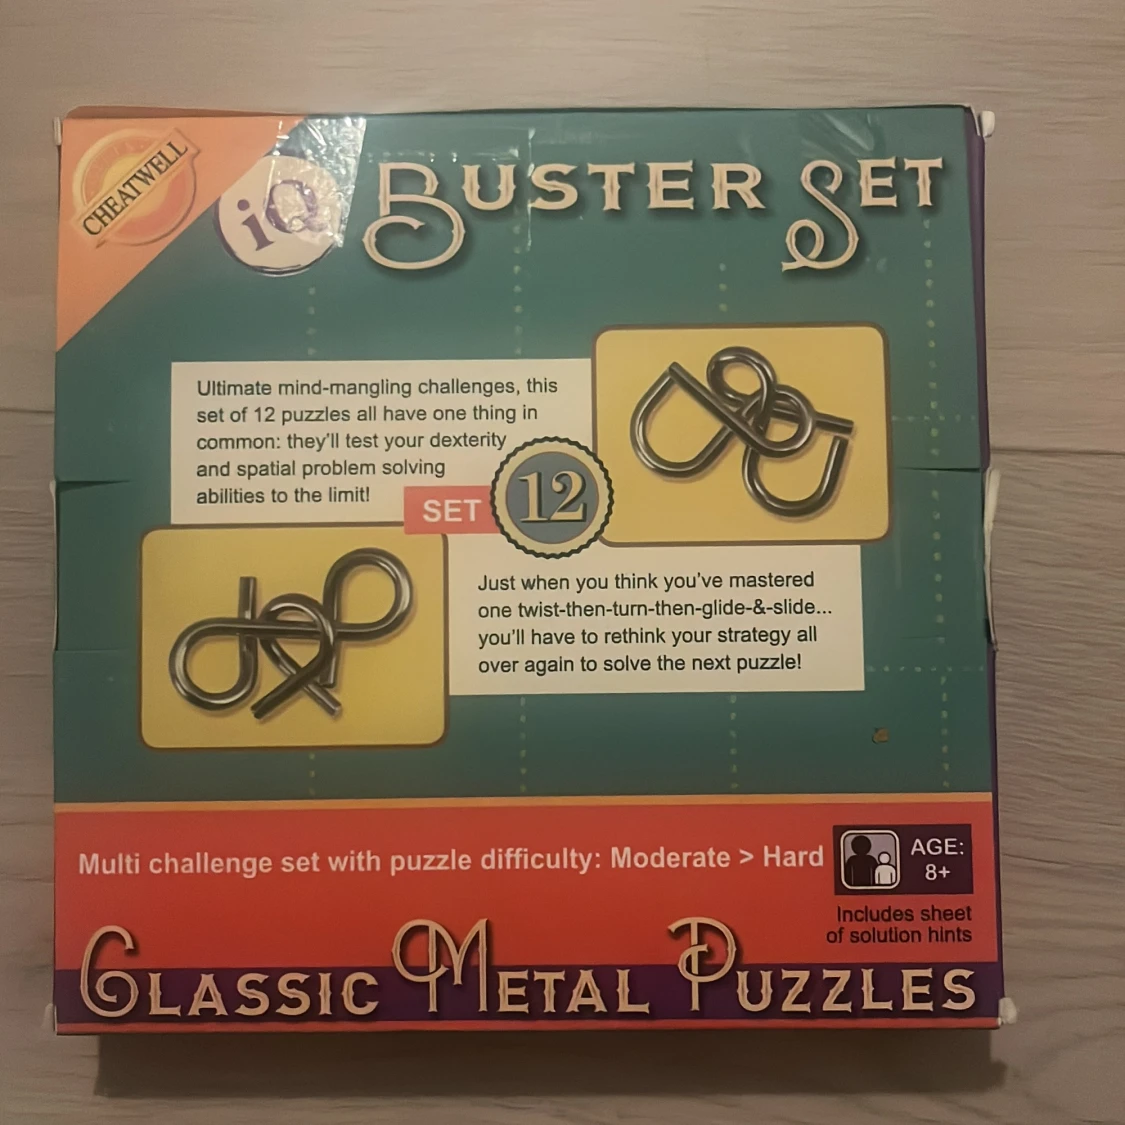 CHEATWELL
iQ
BUSTER SET
Ultimate mind-mangling challenges, this
set of 12 puzzles all have one thing in
common: they'll test your dexterity
and spatial problem solving
abilities to the limit!
SET 12
Just when you think you've mastered
one twist-then-turn-then-glide-&-slide...
you'll have to rethink your strategy all
over again to solve the next puzzle!
Multi challenge set with puzzle difficulty: Moderate > Hard
AGE:
8+
Includes sheet
of solution hints
CLASSIC METAL PUZZLES